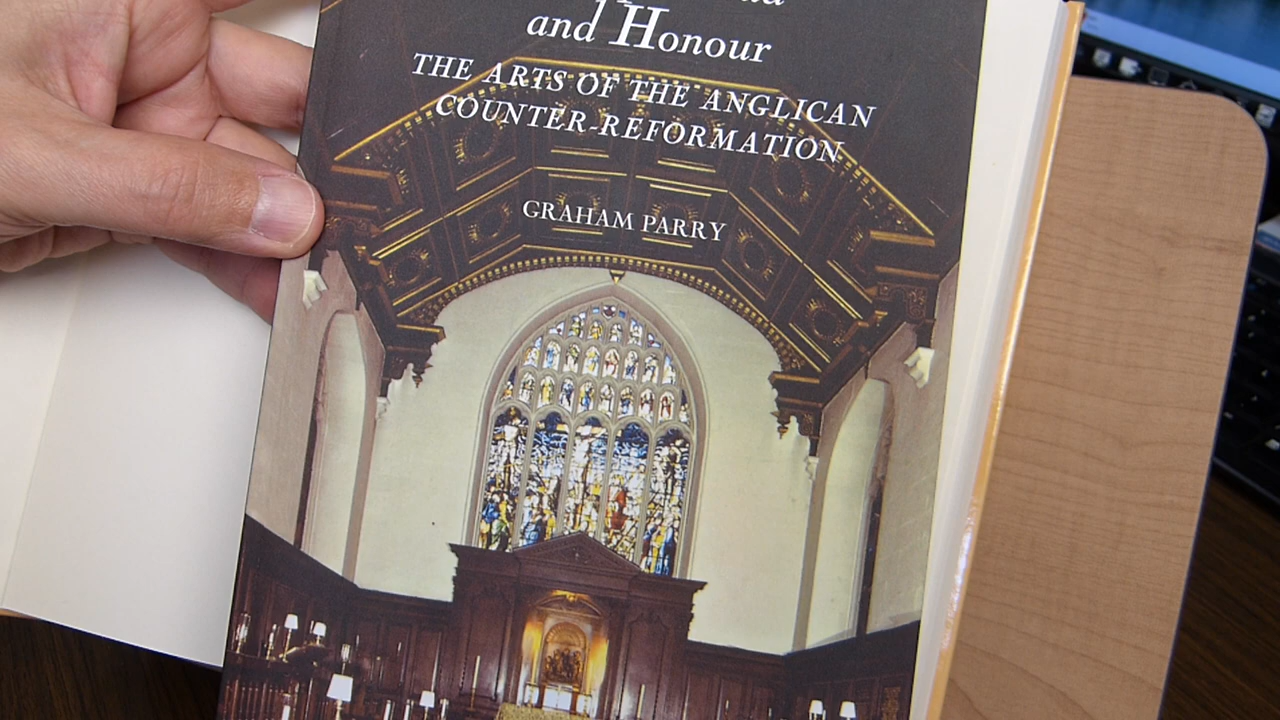 and Honour
THE ARTS OF THE ANGLICAN
COUNTER-REFORMATION
GRAHAM PARRY